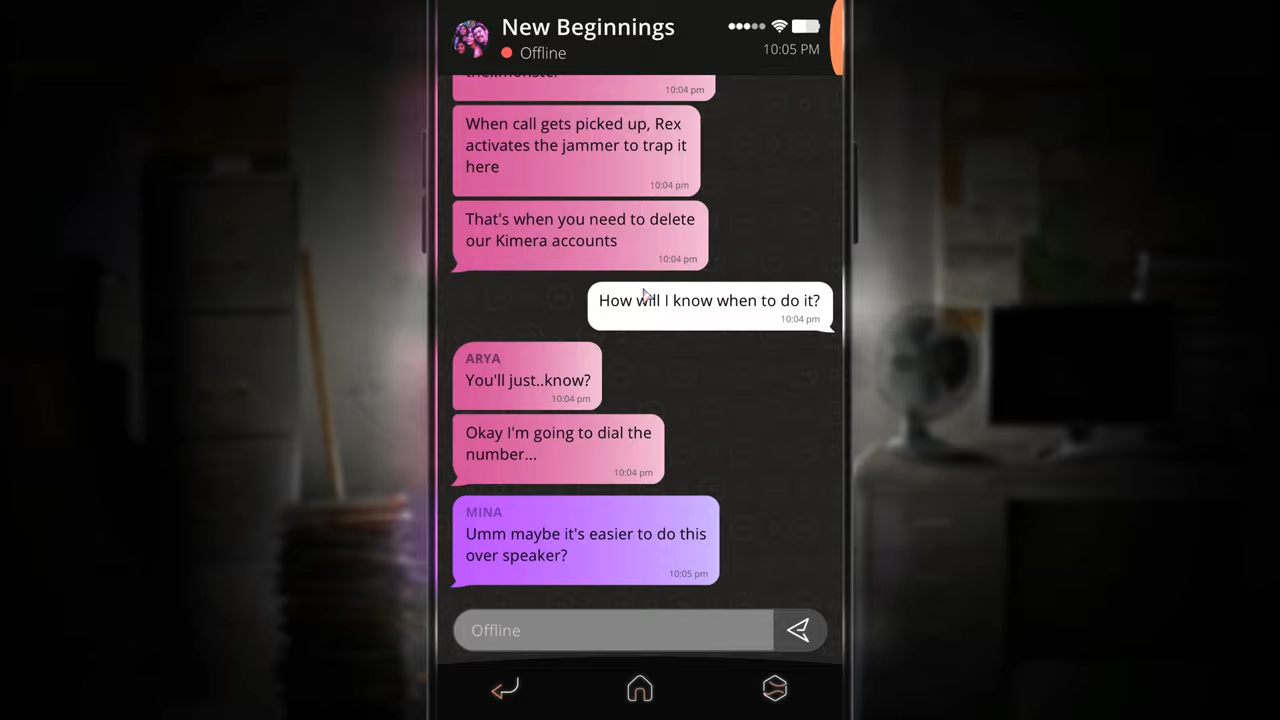 New Beginnings
Offline
10:05 PM
10:04 pm
When call gets picked up, Rex
activates the jammer to trap it
here
10:04 pm
That's when you need to delete
our Kimera accounts
10:04 pm
How will I know when to do it?
10:04 pm
ARYA
You'll just..know?
10:04 pm
Okay I'm going to dial the
number...
10:04 pm
MINA
Umm maybe it's easier to do this
over speaker?
10:05 pm
Offline